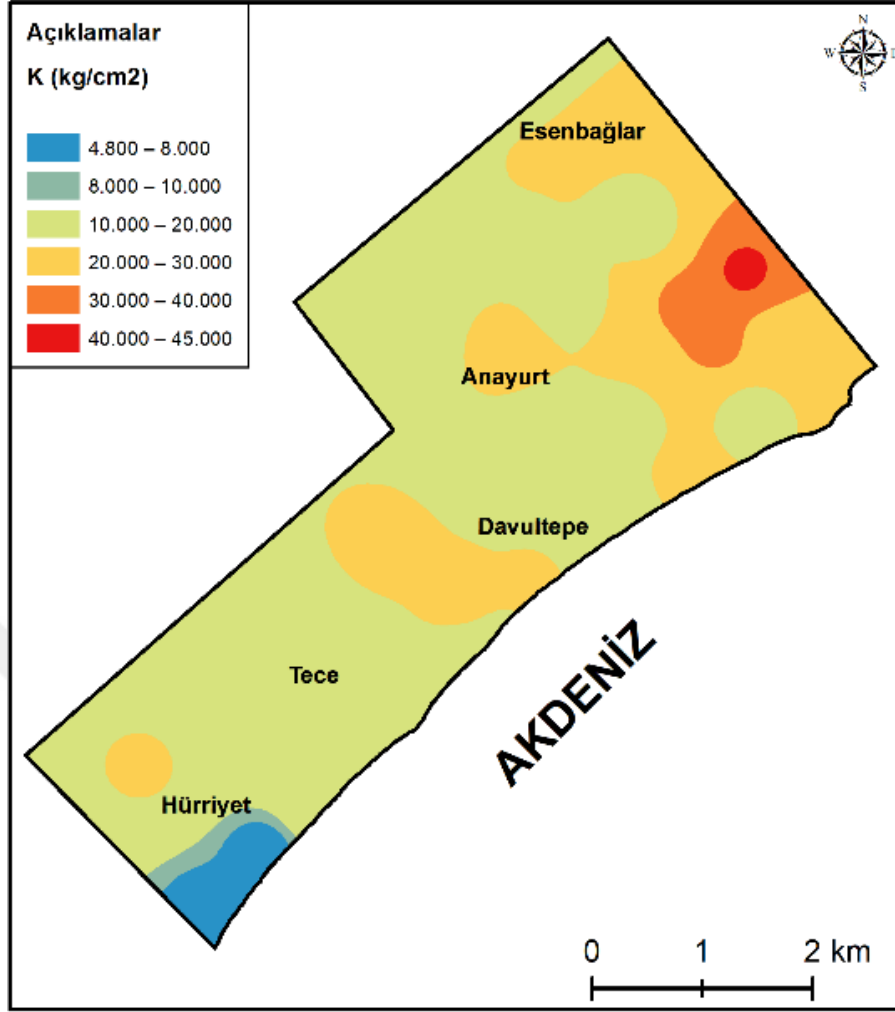 Açıklamalar
K (kg/cm2)
4.800 – 8.000
8.000 – 10.000
10.000 – 20.000
20.000 – 30.000
30.000 – 40.000
40.000 – 45.000
N
W
S
Esenbağlar
Anayurt
Davultepe
Tece
Hürriyet
AKDENİZ
0 1 2 km